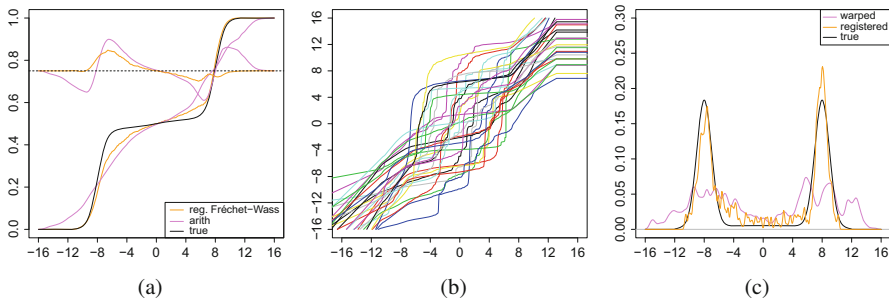 1.0
0.8
0.6
0.4
0.2
0.0
reg. Fréchet−Wass
arith
true
−16 −12 −8 −4 0 4 8 12 16
(a)
16
12
8
4
0
−4
−8
−12
−16
−16 −12 −8 −4 0 4 8 12 16
(b)
0.30
0.25
0.20
0.15
0.10
0.05
0.00
warped
registered
true
−16 −12 −8 −4 0 4 8 12 16
(c)